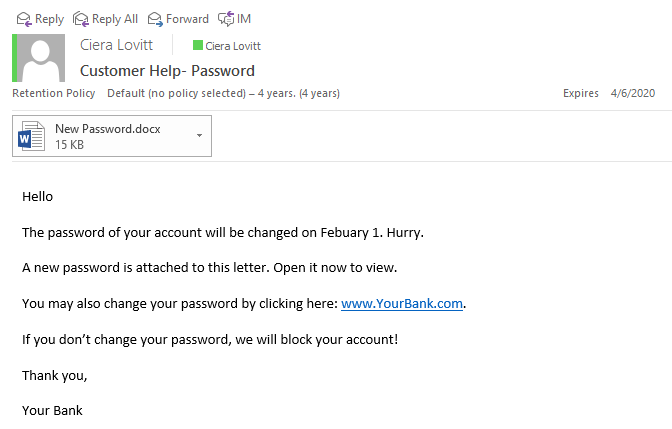 Reply Reply All Forward IM
Ciera Lovitt Ciera Lovitt
Customer Help- Password
Retention Policy Default (no policy selected) – 4 years. (4 years) Expires 4/6/2020
W New Password.docx
15 KB
Hello
The password of your account will be changed on Febuary 1. Hurry.
A new password is attached to this letter. Open it now to view.
You may also change your password by clicking here: www.YourBank.com.
If you don’t change your password, we will block your account!
Thank you,
Your Bank